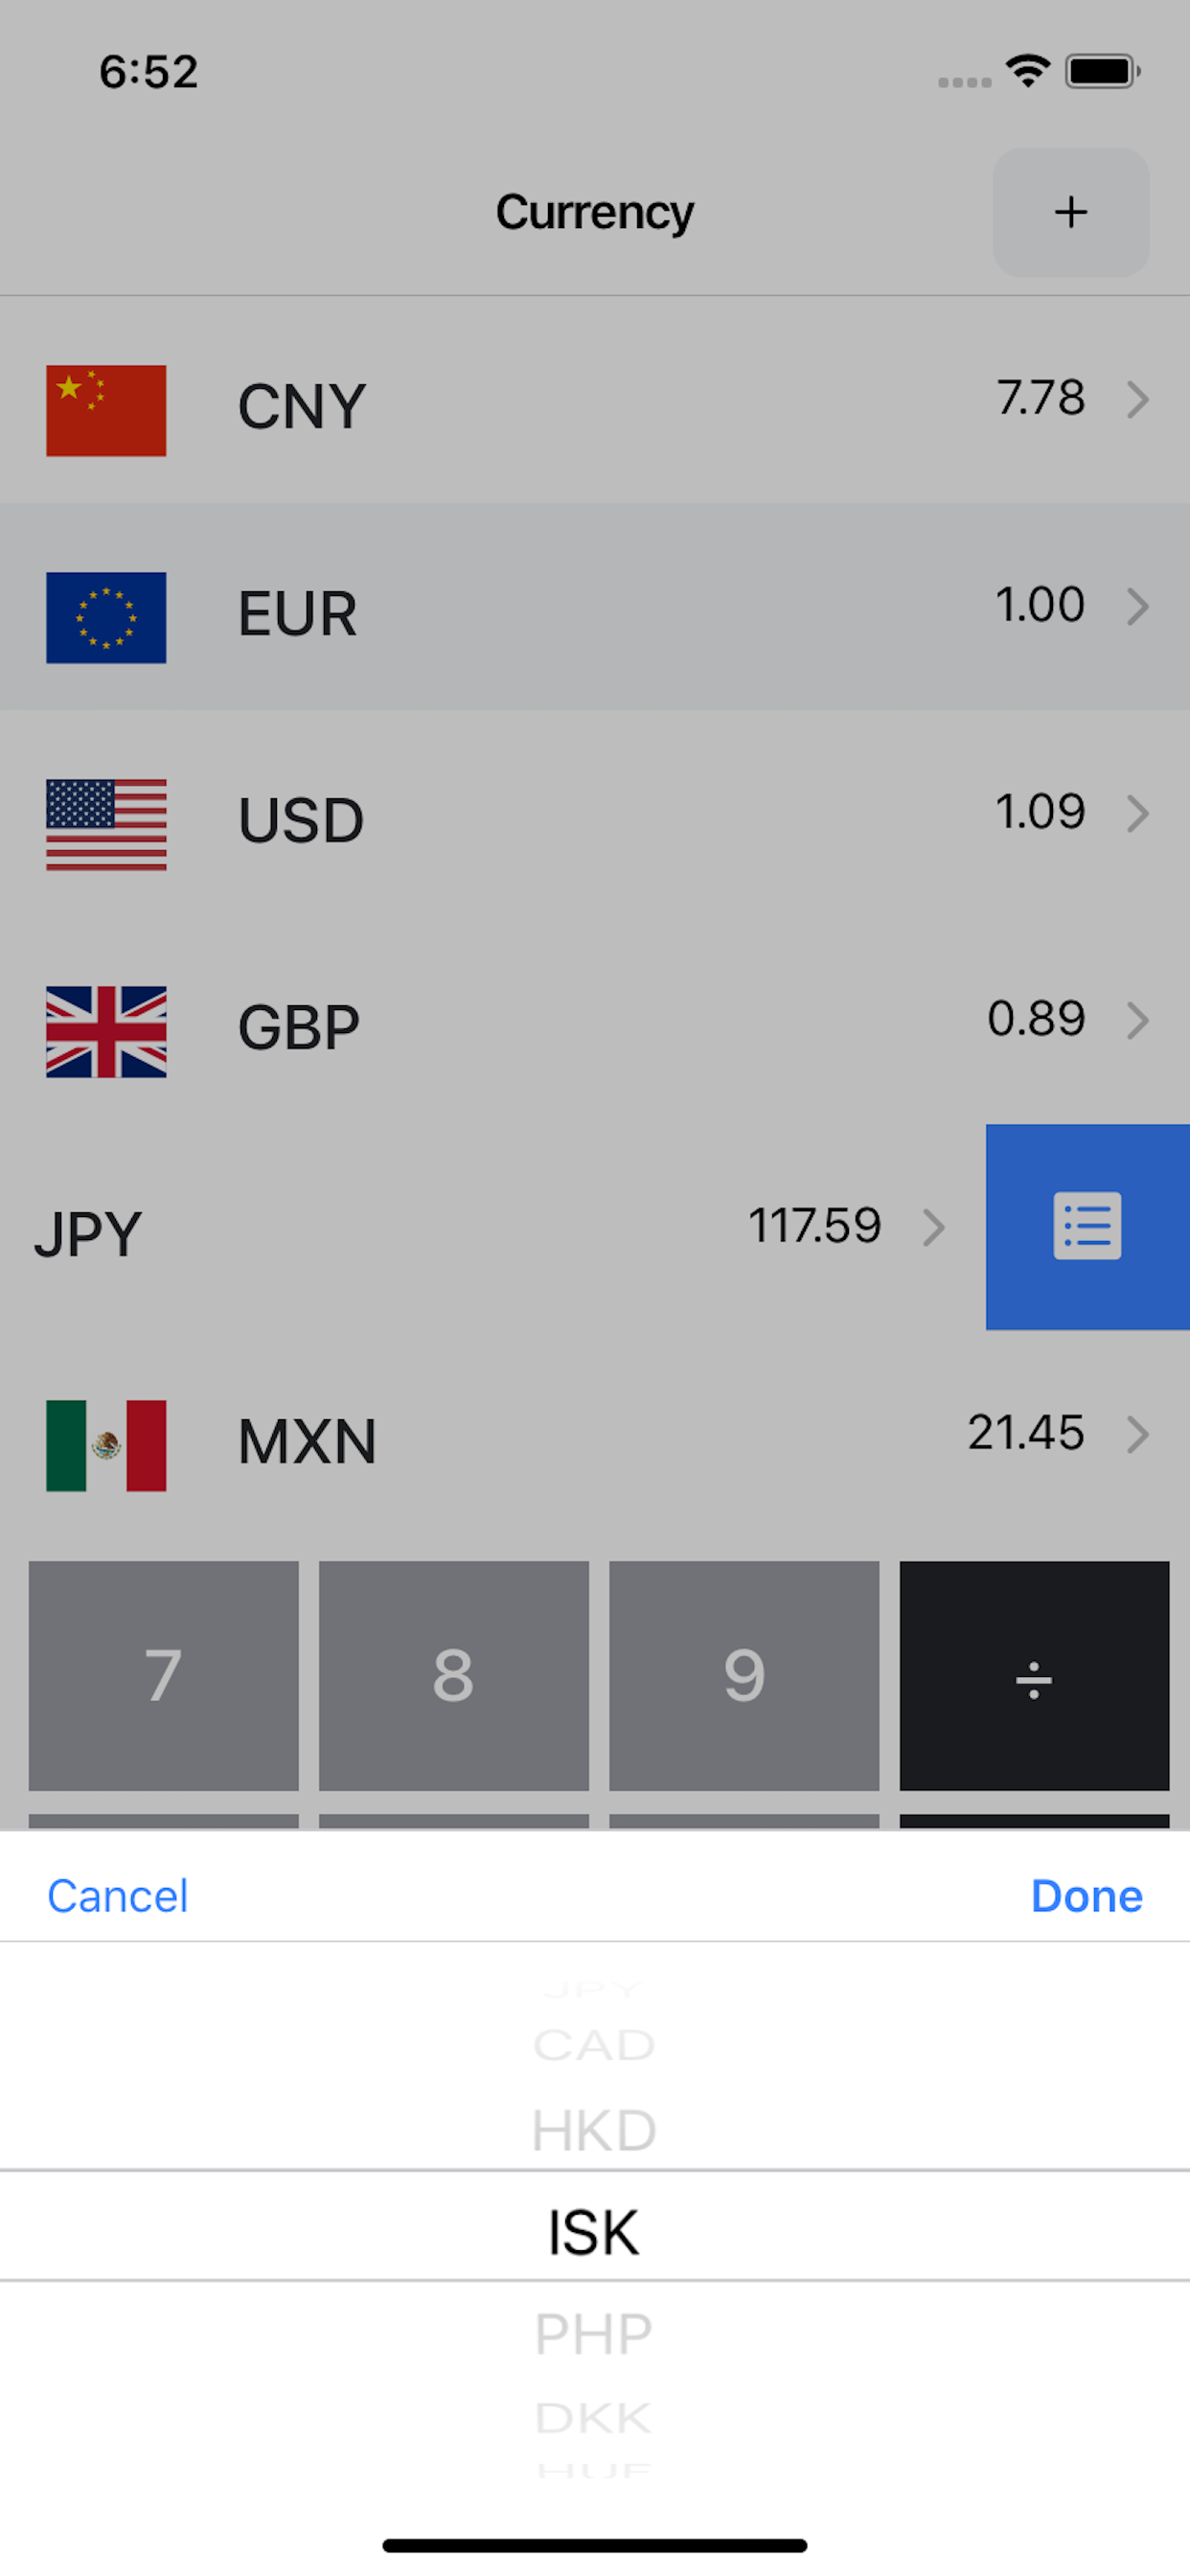 6:52
Currency
+
CNY 7.78
EUR 1.00
USD 1.09
GBP 0.89
JPY 117.59
MXN 21.45
7 8 9 ÷
Cancel Done
JPY
CAD
HKD
ISK
PHP
DKK
HUF